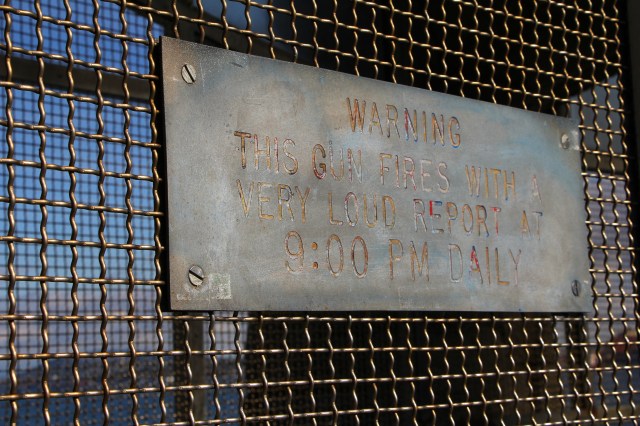 WARNING
THIS GUN FIRES WITH A
VERY LOUD REPORT AT
9:00 PM DAILY